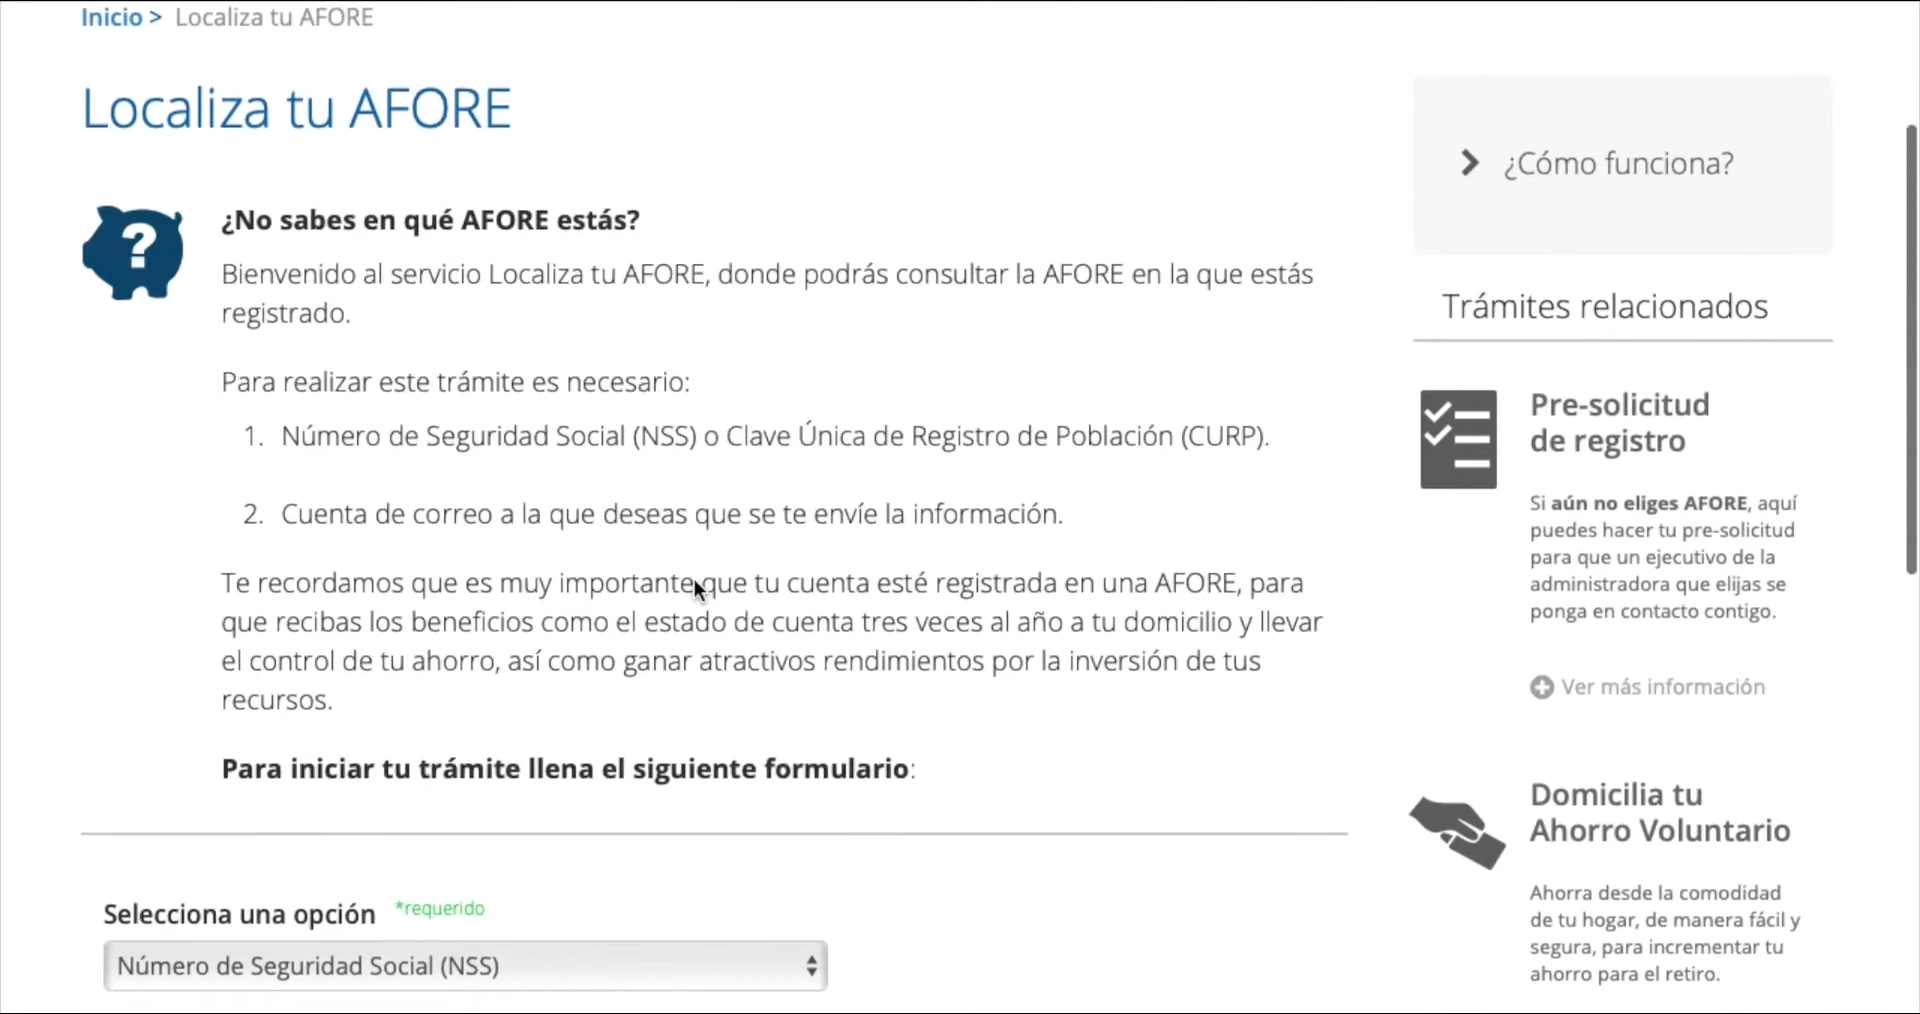 Inicio > Localiza tu AFORE
Localiza tu AFORE
?
¿No sabes en qué AFORE estás?
Bienvenido al servicio Localiza tu AFORE, donde podrás consultar la AFORE en la que estás
registrado.
Para realizar este trámite es necesario:
1. Número de Seguridad Social (NSS) o Clave Única de Registro de Población (CURP).
2. Cuenta de correo a la que deseas que se te envíe la información.
Te recordamos que es muy importante que tu cuenta esté registrada en una AFORE, para
que recibas los beneficios como el estado de cuenta tres veces al año a tu domicilio y llevar
el control de tu ahorro, así como ganar atractivos rendimientos por la inversión de tus
recursos.
Para iniciar tu trámite llena el siguiente formulario:
Selecciona una opción *requerido
Número de Seguridad Social (NSS)
¿Cómo funciona?
Trámites relacionados
Pre-solicitud
de registro
Si aún no eliges AFORE, aquí
puedes hacer tu pre-solicitud
para que un ejecutivo de la
administradora que elijas se
ponga en contacto contigo.
Ver más información
Domicilia tu
Ahorro Voluntario
Ahorra desde la comodidad
de tu hogar, de manera fácil y
segura, para incrementar tu
ahorro para el retiro.